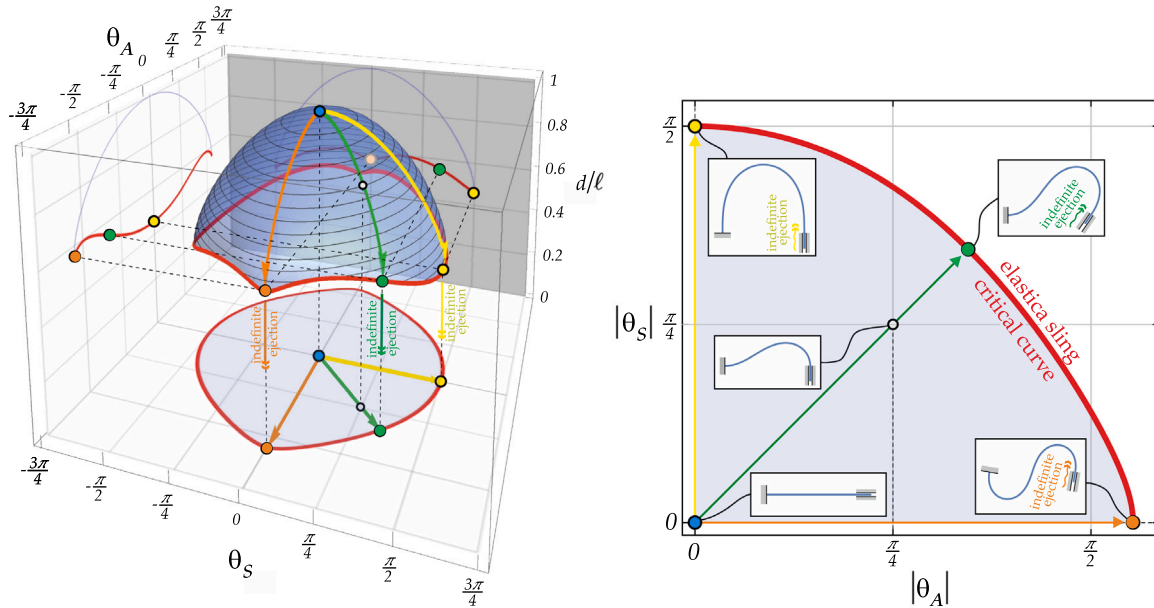 θ_A
-3π/4
-π/2
-π/4
0
π/4
π/2
3π/4
1
0.8
0.6
d/ℓ
0.4
0.2
0
indefinite
ejection
indefinite
ejection
indefinite
ejection
-3π/4
-π/2
-π/4
0
π/4
π/2
3π/4
θ_S
π/2
|θ_S|
π/4
0
indefinite
ejection
indefinite
ejection
elastica sling
critical curve
indefinite
ejection
0
π/4
π/2
|θ_A|